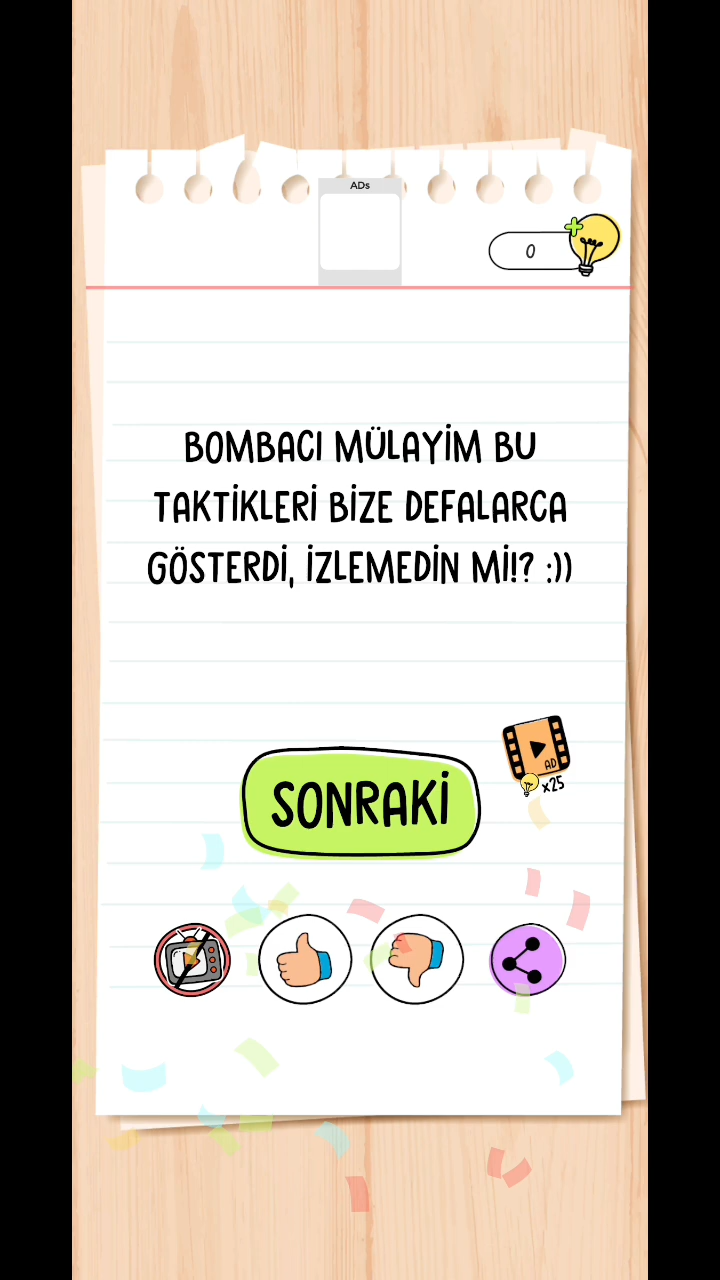 ADs
0
BOMBACI MÜLAYİM BU
TAKTİKLERİ BİZE DEFALARCA
GÖSTERDİ, İZLEMEDİN Mİ!? :))
AD
x25
SONRAKİ